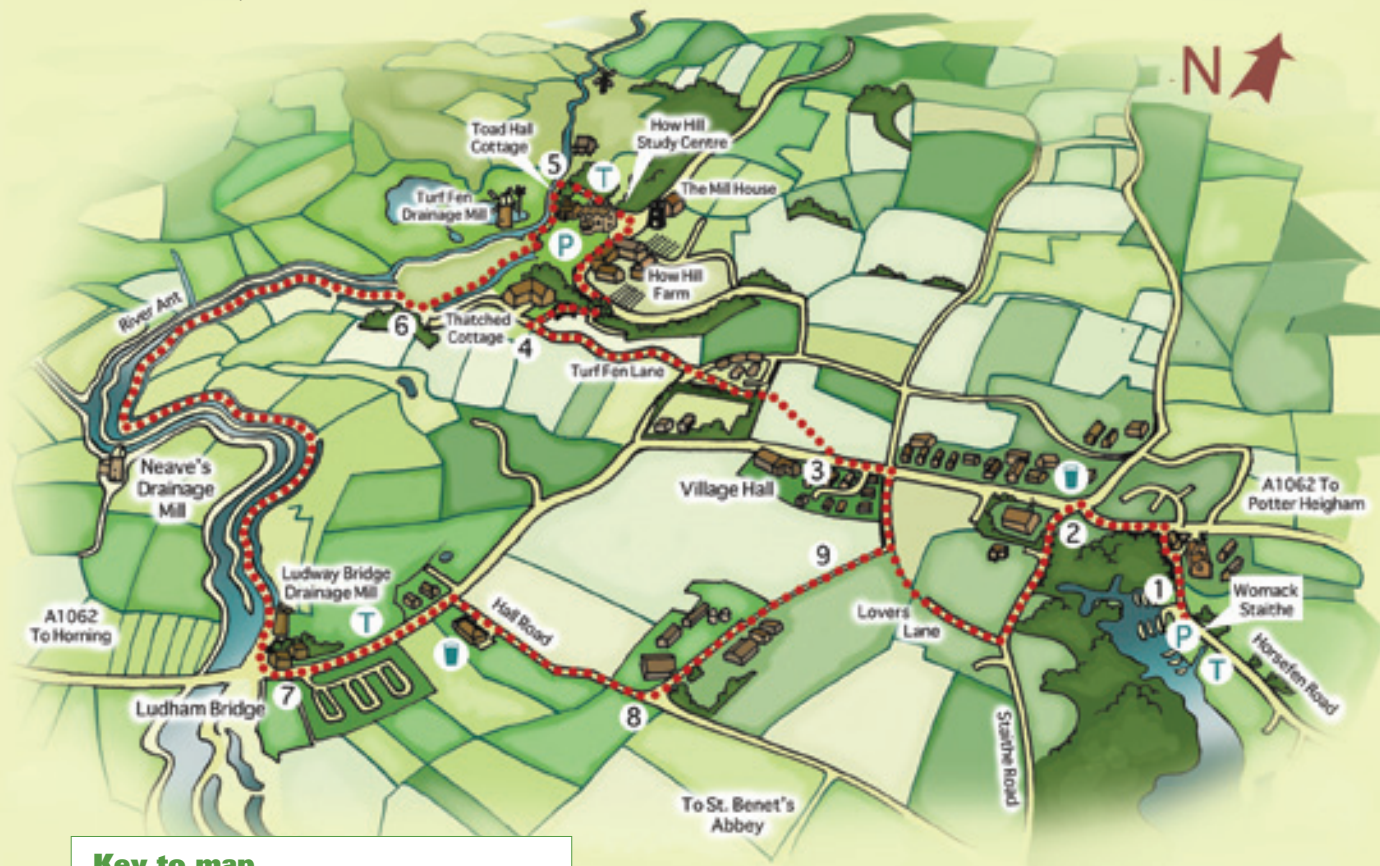 N
Toad Hall
Cottage
5
T
How Hill
Study Centre
The Mill House
Turf Fen
Drainage Mill
P
How Hill
Farm
River Ant
6
Thatched
Cottage
4
Turf Fen Lane
Neave's
Drainage
Mill
Village Hall
3
2
A1062 To
Potter Heigham
9
Ludway Bridge
Drainage Mill
T
Hall Road
Lovers
Lane
1
Womack
Staithe
P
T
Horsefen Road
A1062
To Horning
Ludham Bridge
7
8
Staithe Road
To St. Benet's
Abbey
Key to map